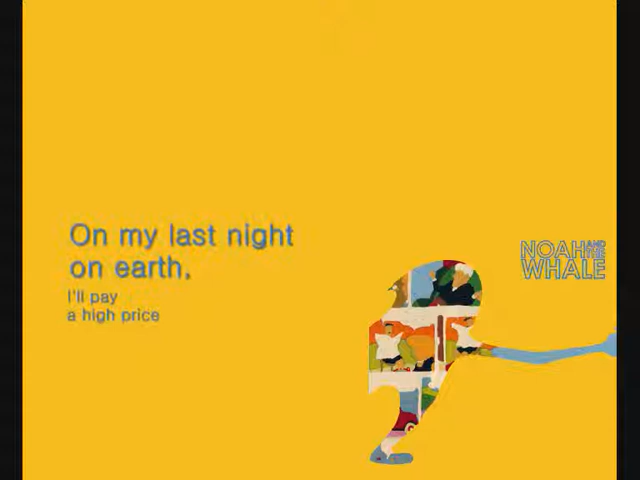 On my last night
on earth,
I'll pay
a high price
NOAH AND THE
WHALE